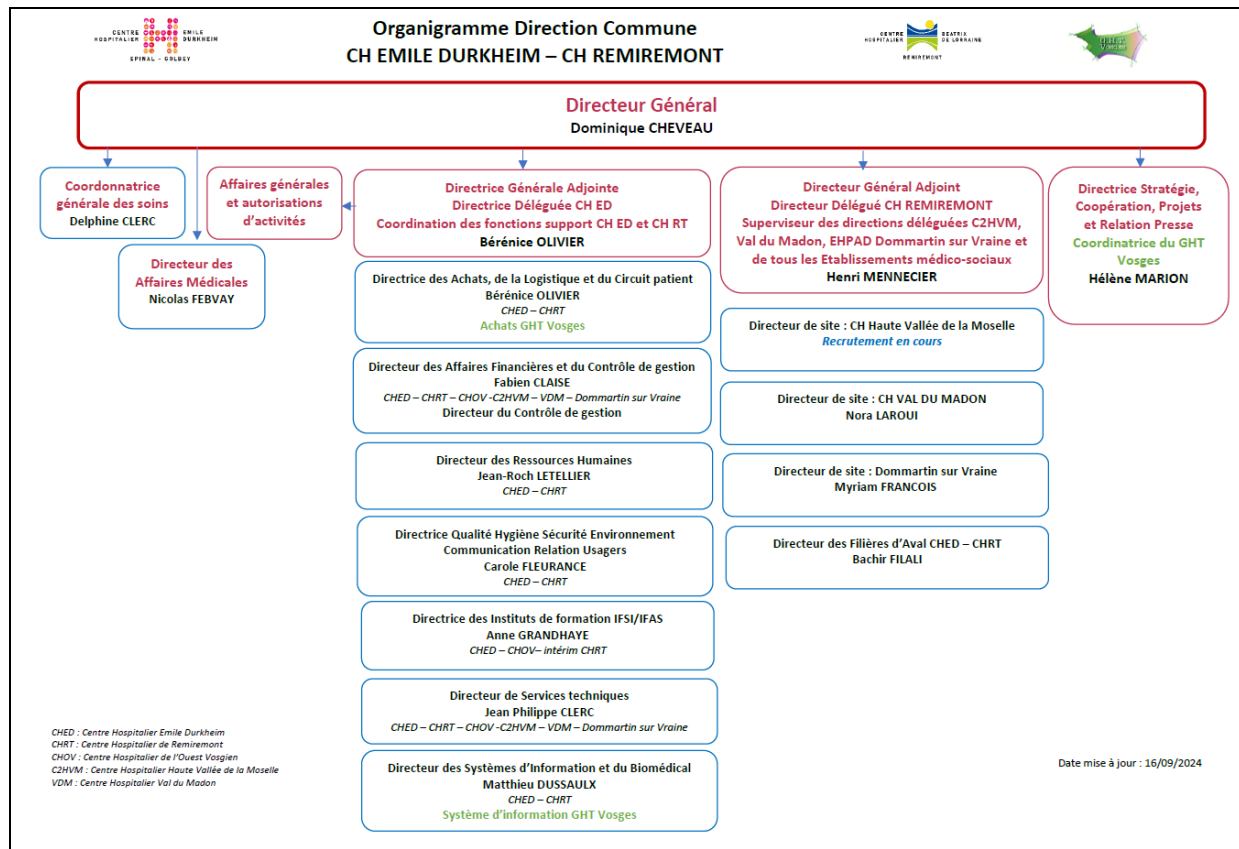 CENTRE HOSPITALIER
EMILE DURKHEIM
EPINAL - GOLBEY
Organigramme Direction Commune
CH EMILE DURKHEIM – CH REMIREMONT
CENTRE HOSPITALIER
BEATRIX DE LORRAINE
REMIREMONT
Directeur Général
Dominique CHEVEAU
Coordonnatrice
générale des soins
Delphine CLERC
Directeur des
Affaires Médicales
Nicolas FEBVAY
Affaires générales
et autorisations
d’activités
Directrice Générale Adjointe
Directrice Déléguée CH ED
Coordination des fonctions support CH ED et CH RT
Bérénice OLIVIER
Directrice des Achats, de la Logistique et du Circuit patient
Bérénice OLIVIER
CHED – CHRT
Achats GHT Vosges
Directeur des Affaires Financières et du Contrôle de gestion
Fabien CLAISE
CHED – CHRT – CHOV -C2HVM – VDM – Dommartin sur Vraine
Directeur du Contrôle de gestion
Directeur des Ressources Humaines
Jean-Roch LETELLIER
CHED – CHRT
Directrice Qualité Hygiène Sécurité Environnement
Communication Relation Usagers
Carole FLEURANCE
CHED – CHRT
Directrice des Instituts de formation IFSI/IFAS
Anne GRANDHAYE
CHED – CHOV– intérim CHRT
Directeur de Services techniques
Jean Philippe CLERC
CHED – CHRT – CHOV -C2HVM – VDM – Dommartin sur Vraine
Directeur des Systèmes d’Information et du Biomédical
Matthieu DUSSAULX
CHED – CHRT
Système d’information GHT Vosges
Directeur Général Adjoint
Directeur Délégué CH REMIREMONT
Superviseur des directions déléguées C2HVM,
Val du Madon, EHPAD Dommartin sur Vraine et
de tous les Etablissements médico-sociaux
Henri MENNECIER
Directeur de site : CH Haute Vallée de la Moselle
Recrutement en cours
Directeur de site : CH VAL DU MADON
Nora LAROUI
Directeur de site : Dommartin sur Vraine
Myriam FRANCOIS
Directeur des Filières d’Aval CHED – CHRT
Bachir FILALI
Directrice Stratégie,
Coopération, Projets
et Relation Presse
Coordinatrice du GHT
Vosges
Hélène MARION
CHED : Centre Hospitalier Emile Durkheim
CHRT : Centre Hospitalier de Remiremont
CHOV : Centre Hospitalier de l’Ouest Vosgien
C2HVM : Centre Hospitalier Haute Vallée de la Moselle
VDM : Centre Hospitalier Val du Madon
Date mise à jour : 16/09/2024